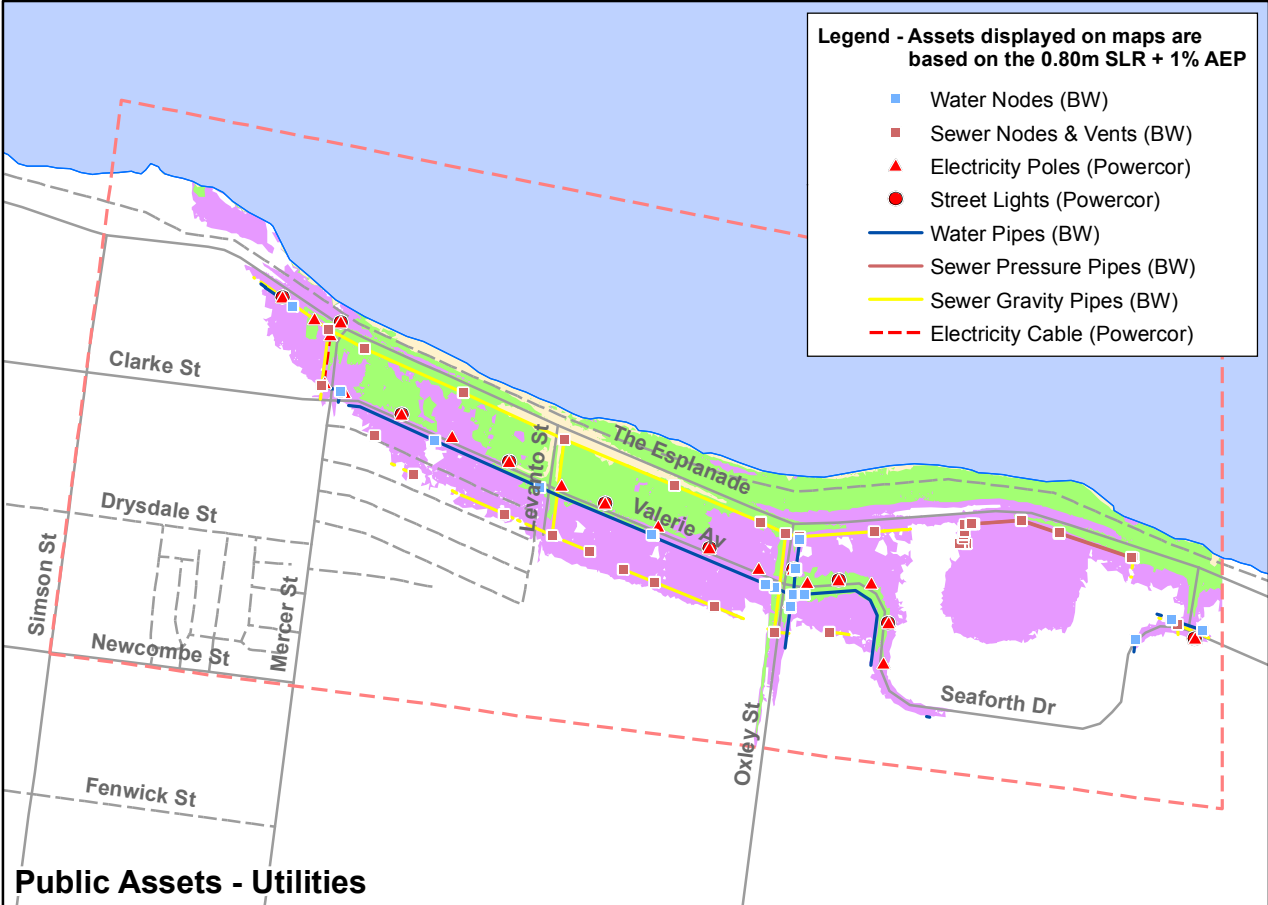 Legend - Assets displayed on maps are
based on the 0.80m SLR + 1% AEP
Water Nodes (BW)
Sewer Nodes & Vents (BW)
Electricity Poles (Powercor)
Street Lights (Powercor)
Water Pipes (BW)
Sewer Pressure Pipes (BW)
Sewer Gravity Pipes (BW)
Electricity Cable (Powercor)
Clarke St
The Esplanade
Levanto St
Valerie Av
Drysdale St
Simson St
Mercer St
Newcombe St
Seaforth Dr
Oxley St
Fenwick St
Public Assets - Utilities